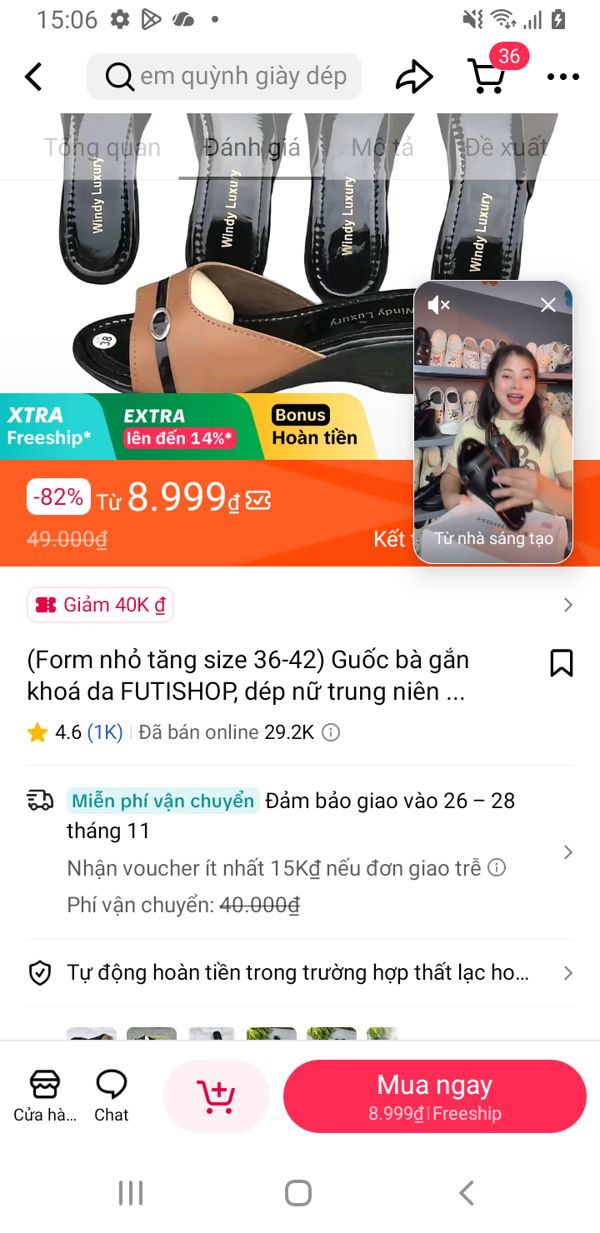 15:06
36
em quỳnh giày dép
Tổng quan Đánh giá Mô tả Đề xuất
Windy Luxury
Windy Luxury
Windy Luxury
Windy Luxury
Windy Luxury
38
XTRA
Freeship*
EXTRA
lên đến 14%*
Bonus
Hoàn tiền
-82% Từ 8.999₫
49.000₫
Kết
Từ nhà sáng tạo
Giảm 40K ₫
(Form nhỏ tăng size 36-42) Guốc bà gắn
khoá da FUTISHOP, dép nữ trung niên ...
4.6 (1K) Đã bán online 29.2K
Miễn phí vận chuyển Đảm bảo giao vào 26 – 28
tháng 11
Nhận voucher ít nhất 15K₫ nếu đơn giao trễ
Phí vận chuyển: 40.000₫
Tự động hoàn tiền trong trường hợp thất lạc ho...
Cửa hà...
Chat
Mua ngay
8.999₫ Freeship